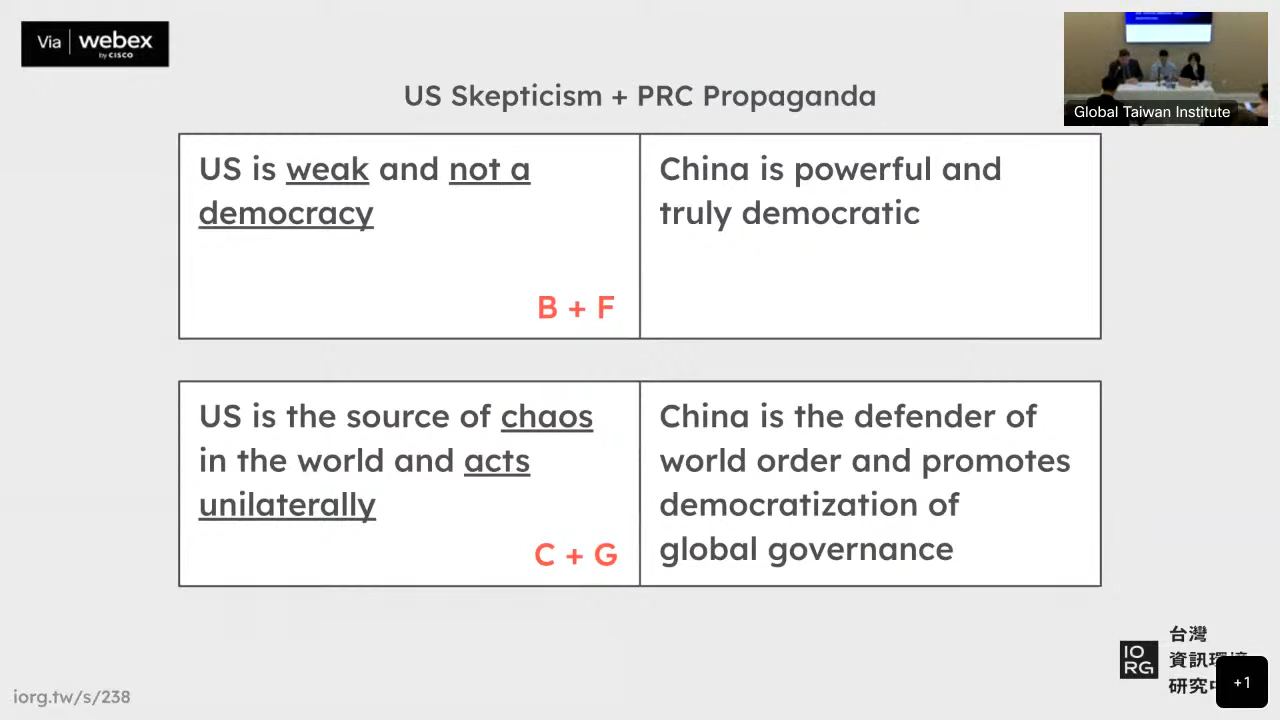 Via | webex
by CISCO
Global Taiwan Institute
US Skepticism + PRC Propaganda
US is weak and not a
democracy
B + F
China is powerful and
truly democratic
US is the source of chaos
in the world and acts
unilaterally
C + G
China is the defender of
world order and promotes
democratization of
global governance
iorg.tw/s/238
IO
RG
台灣
資訊環境
研究
+1